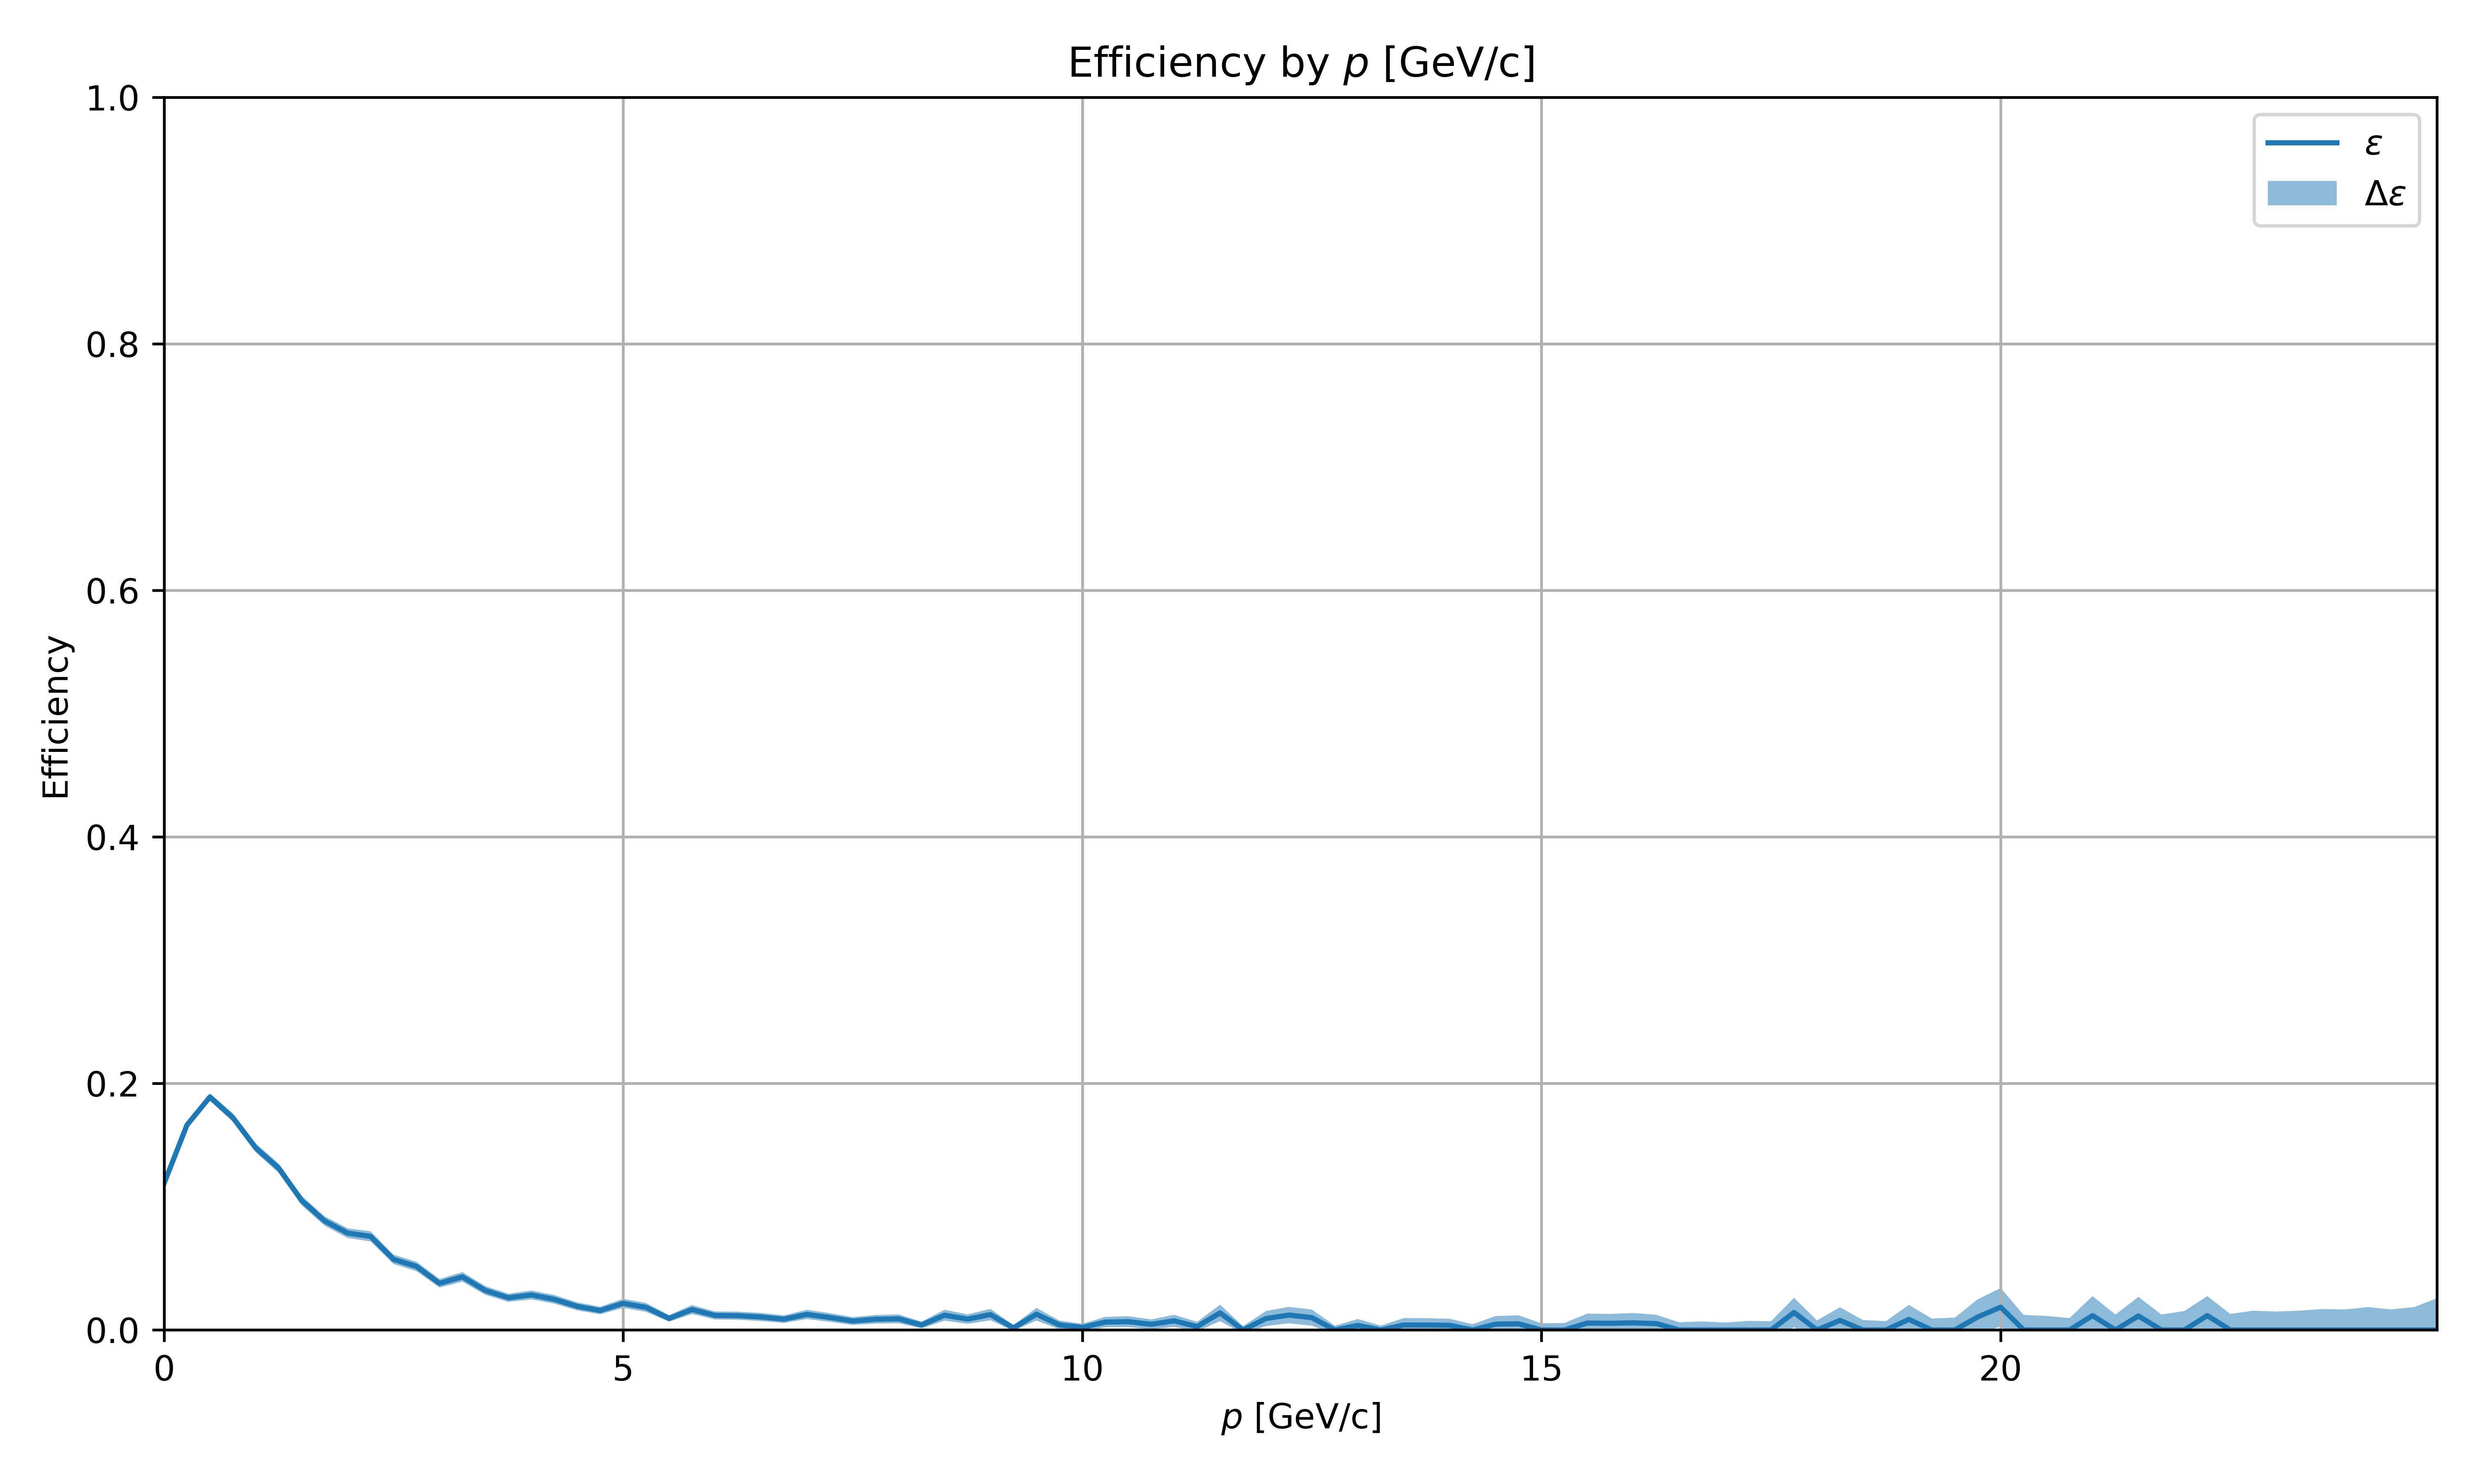 Efficiency by p [GeV/c]
1.0
0.8
0.6
0.4
0.2
0.0
Efficiency
ε
Δε
0 5 10 15 20
p [GeV/c]